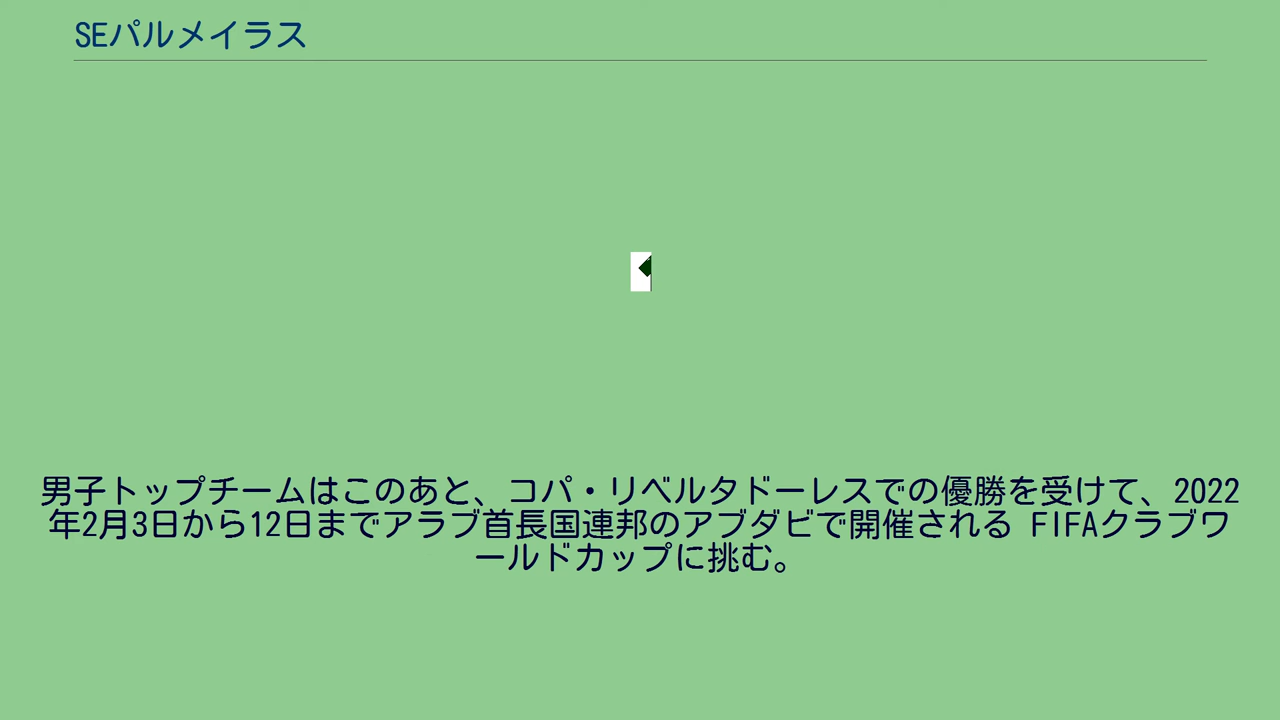 SEパルメイラス
男子トップチームはこのあと、コパ・リベルタドーレスでの優勝を受けて、2022
年2月3日から12日までアラブ首長国連邦のアブダビで開催される FIFAクラブワ
ールドカップに挑む。